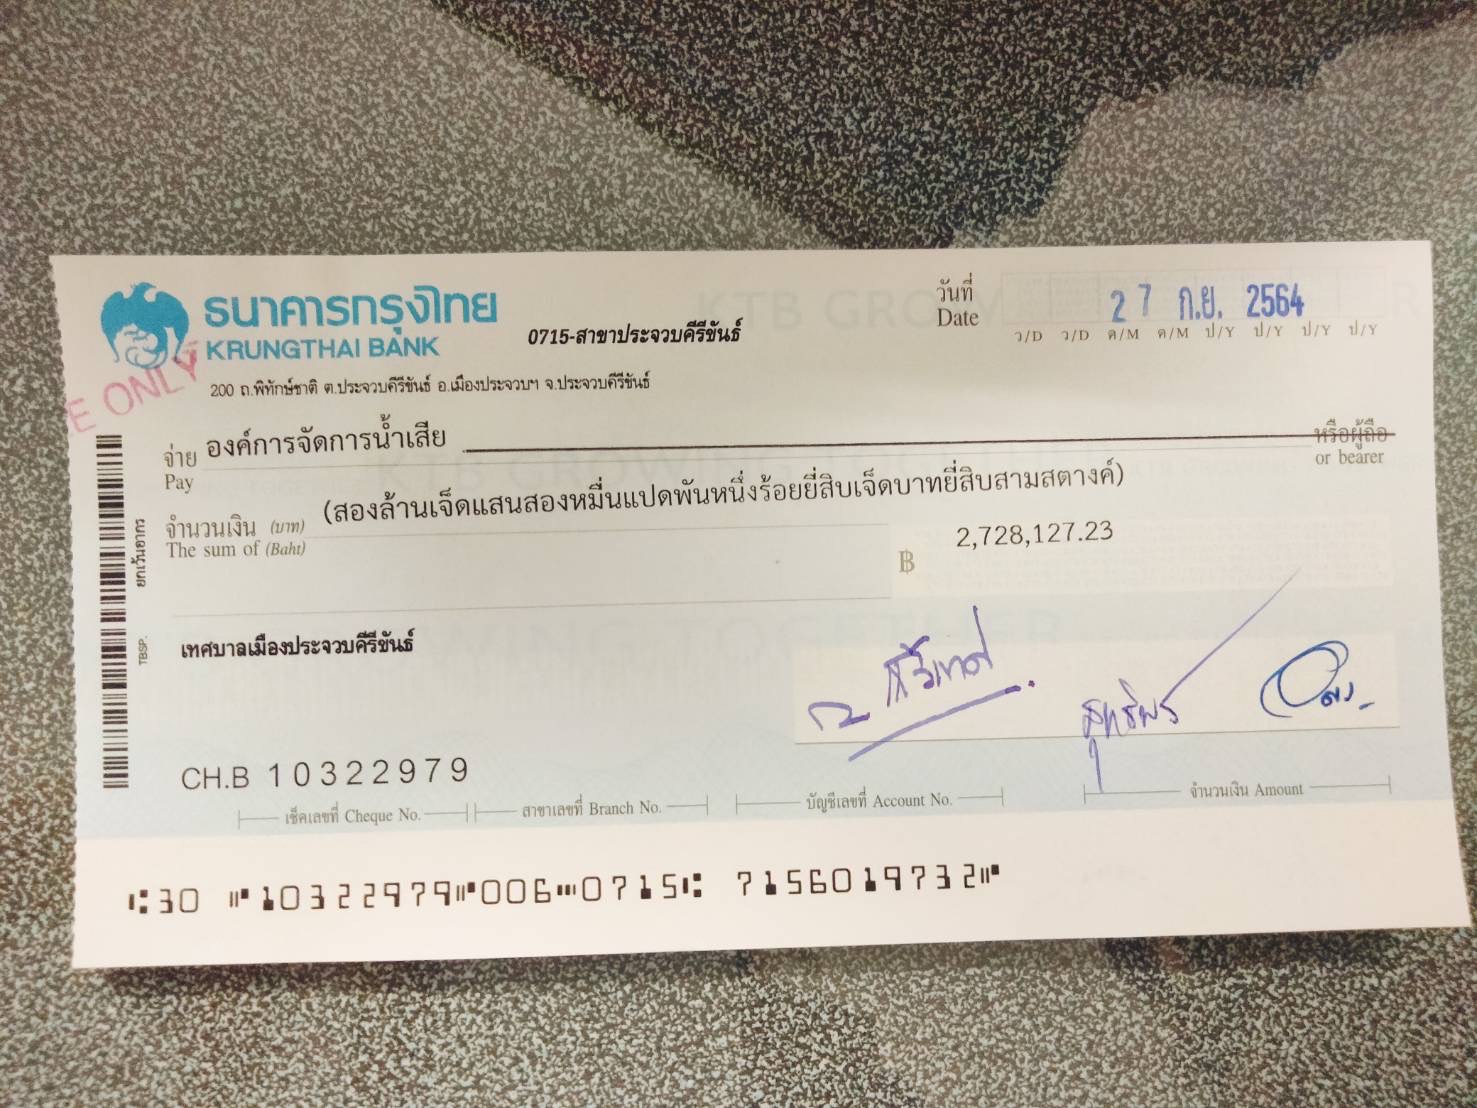 ธนาคารกรุงไทย
KRUNGTHAI BANK
0715-สาขาประจวบคีรีขันธ์
วันที่
Date
27 ก.ย. 2564
ว/D ว/D ด/M ด/M ป/Y ป/Y ป/Y ป/Y
E ONLY
200 ถ.พิทักษ์ชาติ ต.ประจวบคีรีขันธ์ อ.เมืองประจวบฯ จ.ประจวบคีรีขันธ์
จ่าย องค์การจัดการน้ำเสีย หรือผู้ถือ
Pay or bearer
จำนวนเงิน (บาท) (สองล้านเจ็ดแสนสองหมื่นแปดพันหนึ่งร้อยยี่สิบเจ็ดบาทยี่สิบสามสตางค์)
The sum of (Baht)
฿ 2,728,127.23
ยกเว้นอากร
TBSP.
เทศบาลเมืองประจวบคีรีขันธ์
สุทธิพร
CH.B 10322979
เช็คเลขที่ Cheque No. สาขาเลขที่ Branch No. บัญชีเลขที่ Account No. จำนวนเงิน Amount
30 10322979 006 0715 7156019732